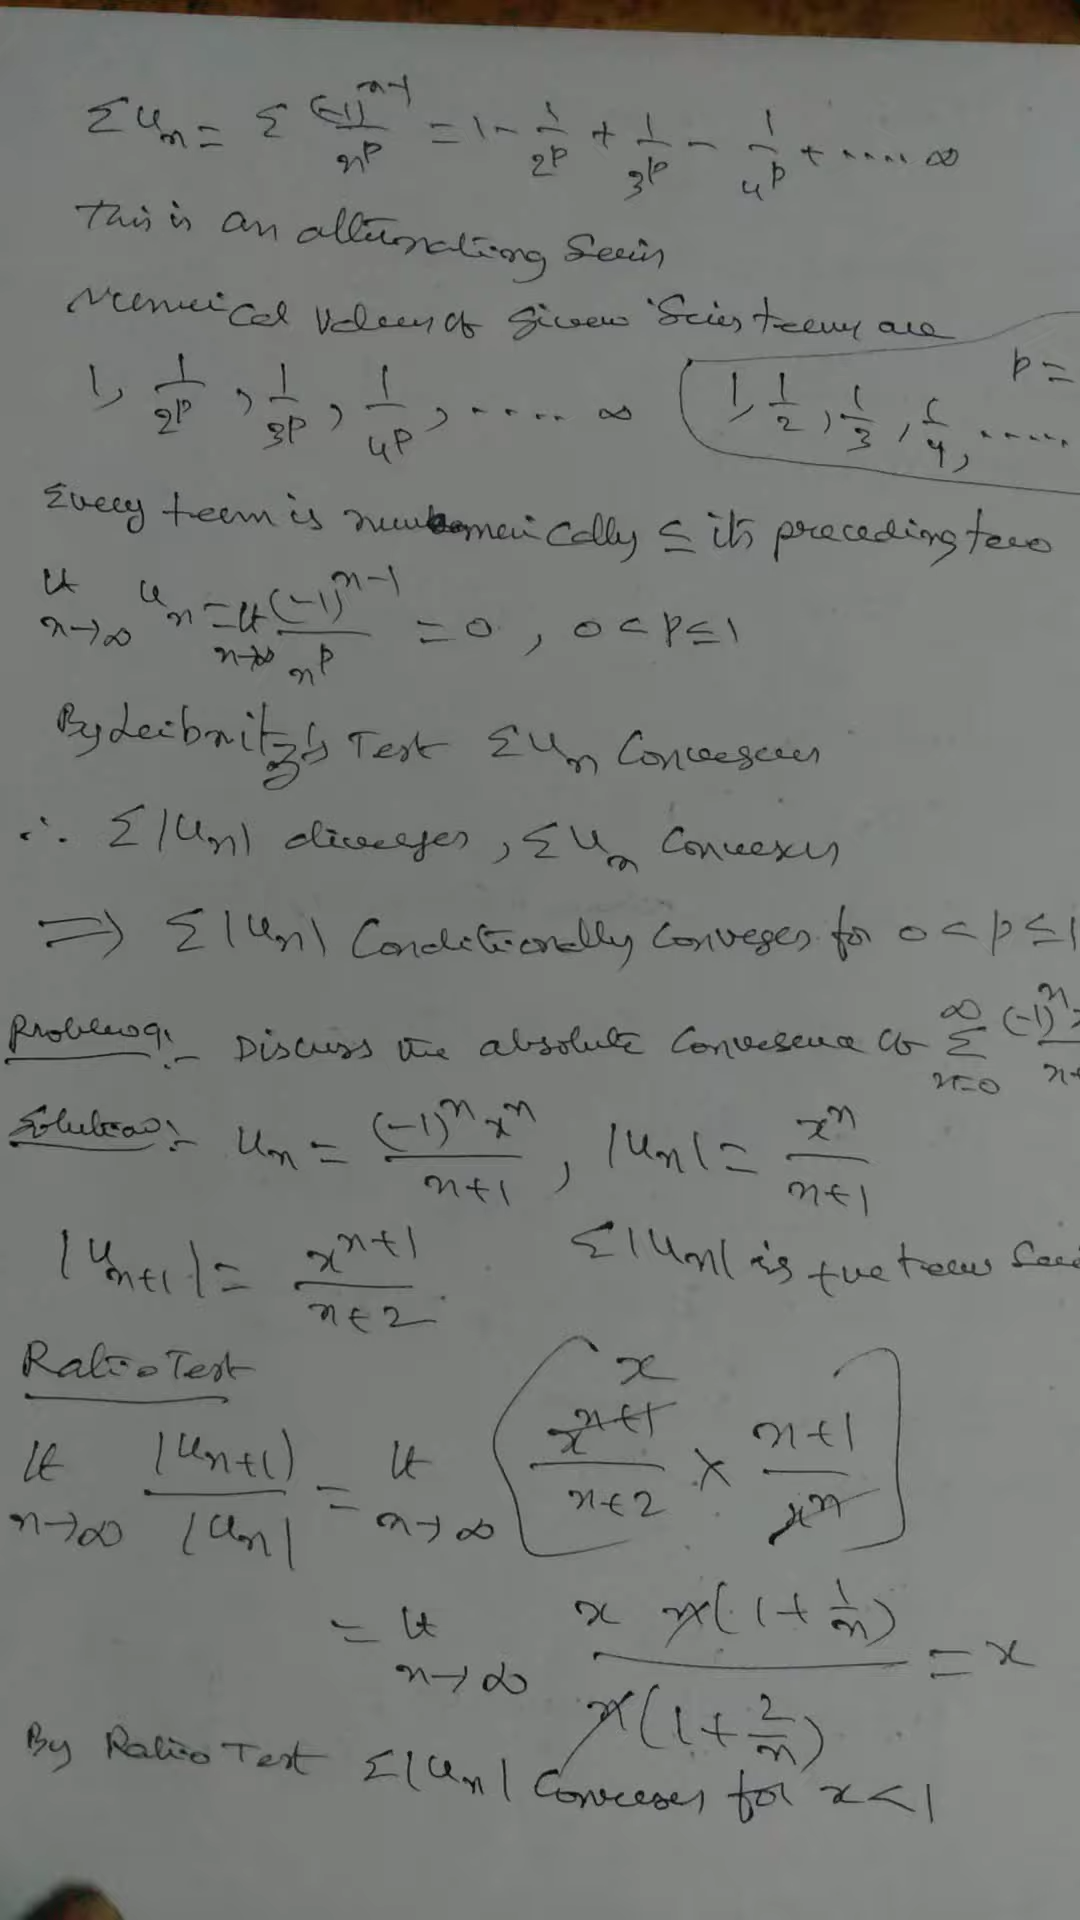 Σuₙ = Σ (-1)ⁿ⁻¹/nᵖ = 1 - 1/2ᵖ + 1/3ᵖ - 1/4ᵖ + ..... ∞
This is an alternating Series
Numerical Values of given Series terms are
1, 1/2ᵖ, 1/3ᵖ, 1/4ᵖ, ..... ∞
p =
1, 1/2, 1/3, 1/4, .....
Every term is numerically ≤ its preceding
lt n→∞ uₙ = lt n→∞ (-1)ⁿ⁻¹/nᵖ = 0, 0 < p ≤ 1
By Leibnitz's Test Σuₙ Converges
∴ Σ|uₙ| diverges, Σuₙ Converges
⇒ Σ|uₙ| Conditionally Conveges for 0 < p ≤ 1
Problem 9:- Discuss the absolute Convergence of ∞ Σ n=0 (-1)ⁿ x / n+
Solution:- uₙ = (-1)ⁿ xⁿ/n+1, |uₙ| = xⁿ/n+1
|uₙ₊₁| = xⁿ⁺¹/n+2 Σ|uₙ| is +ve term
Ratio Test
lt n→∞ |uₙ₊₁|/|uₙ| = lt n→∞ [x xⁿ⁺¹/n+2 × n+1/xⁿ]
= lt n→∞ x n(1 + 1/n)/n(1 + 2/n) = x
By Ratio Test Σ|uₙ| Converges for x < 1